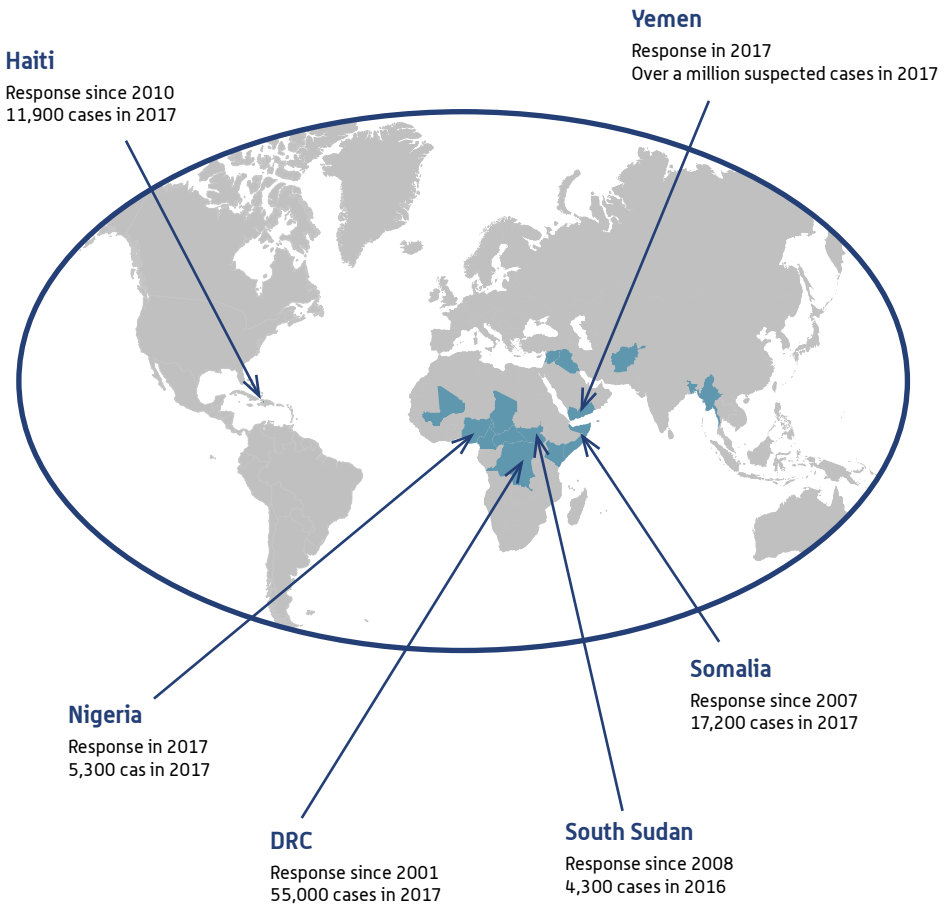 Yemen
Response in 2017
Over a million suspected cases in 2017
Haiti
Response since 2010
11,900 cases in 2017
Somalia
Response since 2007
17,200 cases in 2017
Nigeria
Response in 2017
5,300 cas in 2017
DRC
Response since 2001
55,000 cases in 2017
South Sudan
Response since 2008
4,300 cases in 2016